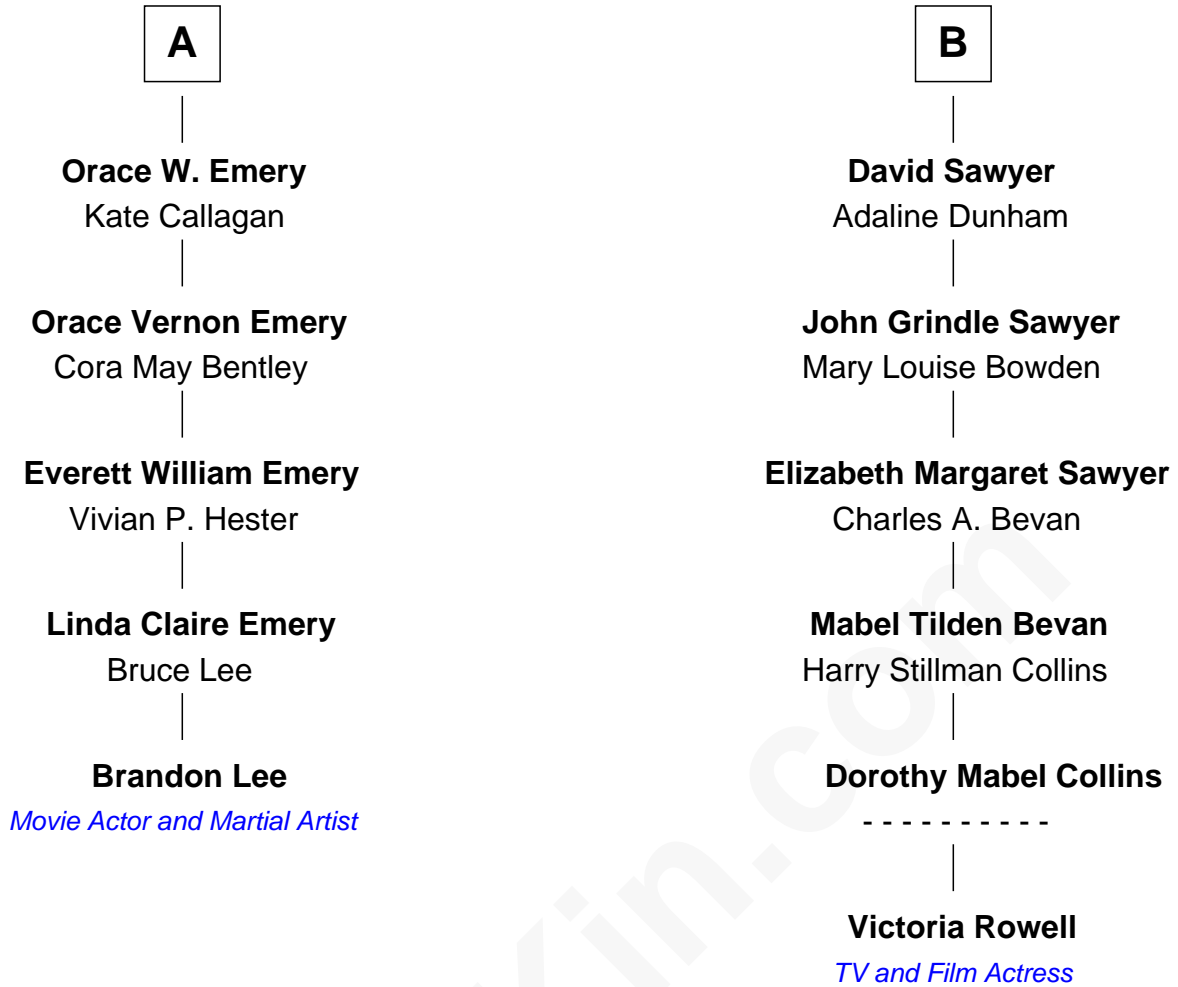 A
Orace W. Emery
Kate Callagan
Orace Vernon Emery
Cora May Bentley
Everett William Emery
Vivian P. Hester
Linda Claire Emery
Bruce Lee
Brandon Lee
Movie Actor and Martial Artist
B
David Sawyer
Adaline Dunham
John Grindle Sawyer
Mary Louise Bowden
Elizabeth Margaret Sawyer
Charles A. Bevan
Mabel Tilden Bevan
Harry Stillman Collins
Dorothy Mabel Collins
- - - - - - - - - -
Victoria Rowell
TV and Film Actress
Kin.com